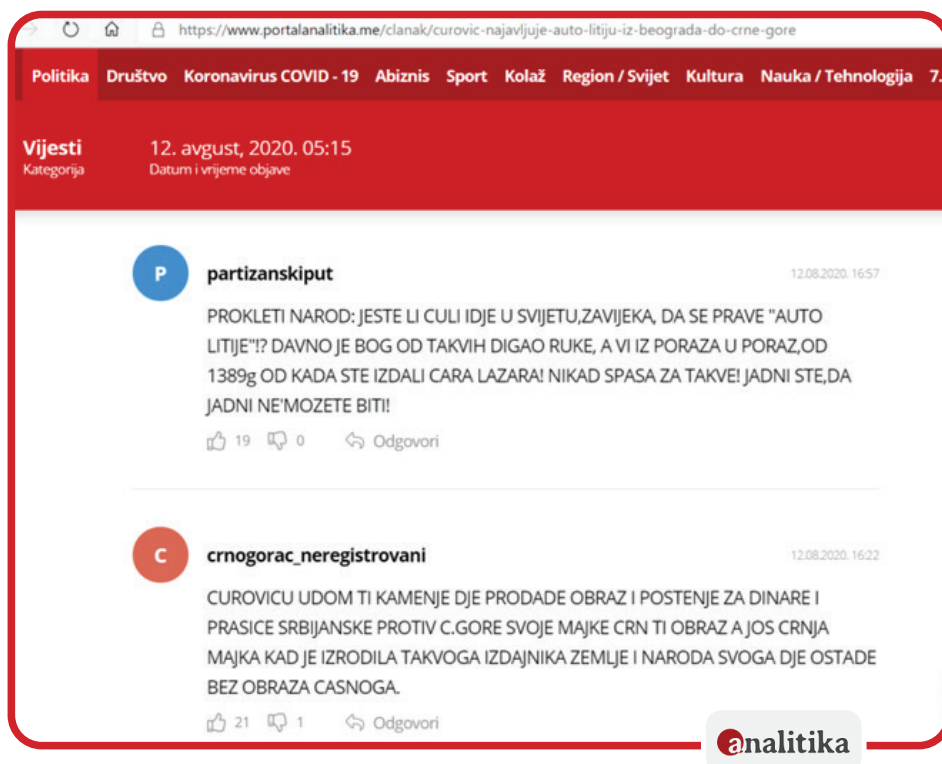 https://www.portalanalitika.me/clanak/curovic-najavljuje-auto-litiju-iz-beograda-do-crne-gore
Politika Društvo Koronavirus COVID - 19 Abiznis Sport Kolaž Region / Svijet Kultura Nauka / Tehnologija 7.
Vijesti 12. avgust, 2020. 05:15
Kategorija Datum i vrijeme objave
P partizanskiput 12.08.2020. 16:57
PROKLETI NAROD: JESTE LI CULI IDJE U SVIJETU,ZAVIJEKA, DA SE PRAVE "AUTO
LITIJE"!? DAVNO JE BOG OD TAKVIH DIGAO RUKE, A VI IZ PORAZA U PORAZ,OD
1389g OD KADA STE IZDALI CARA LAZARA! NIKAD SPASA ZA TAKVE! JADNI STE,DA
JADNI NE'MOZETE BITI!
19 0 Odgovori
C crnogorac_neregistrovani 12.08.2020. 16:22
CUROVICU UDOM TI KAMENJE DJE PRODADE OBRAZ I POSTENJE ZA DINARE I
PRASICE SRBIJANSKE PROTIV C.GORE SVOJE MAJKE CRN TI OBRAZ A JOS CRNJA
MAJKA KAD JE IZRODILA TAKVOGA IZDAJNIKA ZEMLJE I NARODA SVOGA DJE OSTADE
BEZ OBRAZA CASNOGA.
21 1 Odgovori
analitika